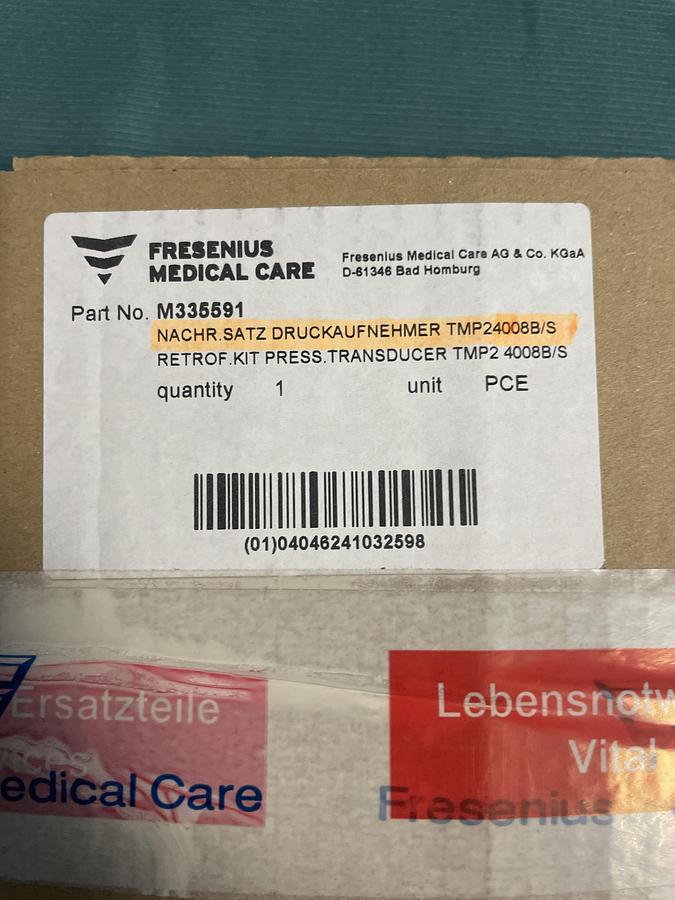 FRESENIUS
MEDICAL CARE
Fresenius Medical Care AG & Co. KGaA
D-61346 Bad Homburg
Part No. M335591
NACHR.SATZ DRUCKAUFNEHMER TMP24008B/S
RETROF.KIT PRESS.TRANSDUCER TMP2 4008B/S
quantity 1 unit PCE
(01)04046241032598
Ersatzteile
edical Care
Lebensnotw
Vital
Fresenius